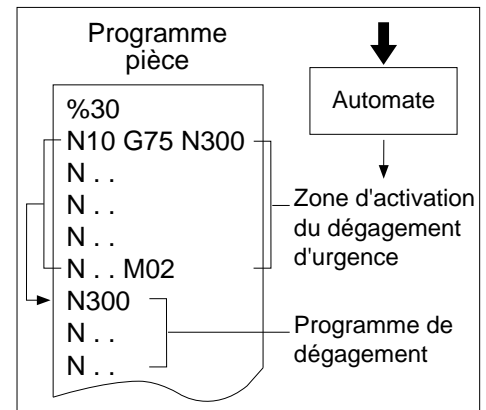 Programme
pièce
%30
N10 G75 N300
N . .
N . .
N . .
N . . M02
N300
N . .
N . .
Automate
Zone d'activation
du dégagement
d'urgence
Programme de
dégagement